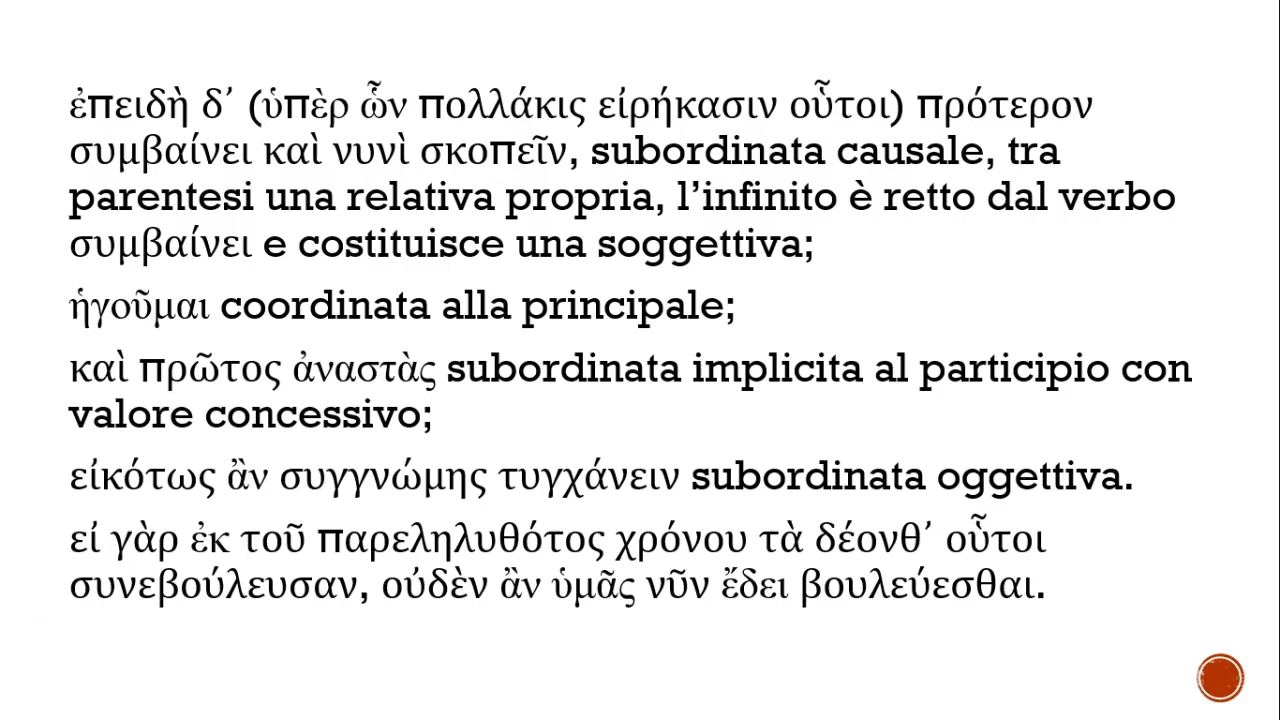 ἐπειδὴ δ᾽ (ὑπὲρ ὧν πολλάκις εἰρήκασιν οὗτοι) πρότερον
συμβαίνει καὶ νυνὶ σκοπεῖν, subordinata causale, tra
parentesi una relativa propria, l’infinito è retto dal verbo
συμβαίνει e costituisce una soggettiva;
ἡγοῦμαι coordinata alla principale;
καὶ πρῶτος ἀναστὰς subordinata implicita al participio con
valore concessivo;
εἰκότως ἂν συγγνώμης τυγχάνειν subordinata oggettiva.
εἰ γὰρ ἐκ τοῦ παρεληλυθότος χρόνου τὰ δέονθ᾽ οὗτοι
συνεβούλευσαν, οὐδὲν ἂν ὑμᾶς νῦν ἔδει βουλεύεσθαι.